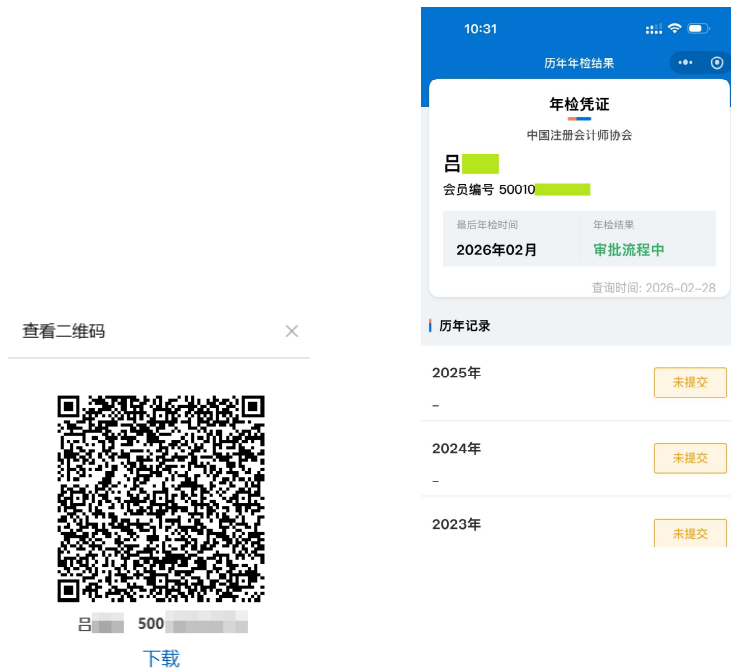 查看二维码
吕
500
下载
10:31
历年年检结果
年检凭证
中国注册会计师协会
吕
会员编号 50010
最后年检时间
年检结果
2026年02月
审批流程中
查询时间: 2026-02-28
历年记录
2025年
未提交
-
2024年
未提交
-
2023年
未提交